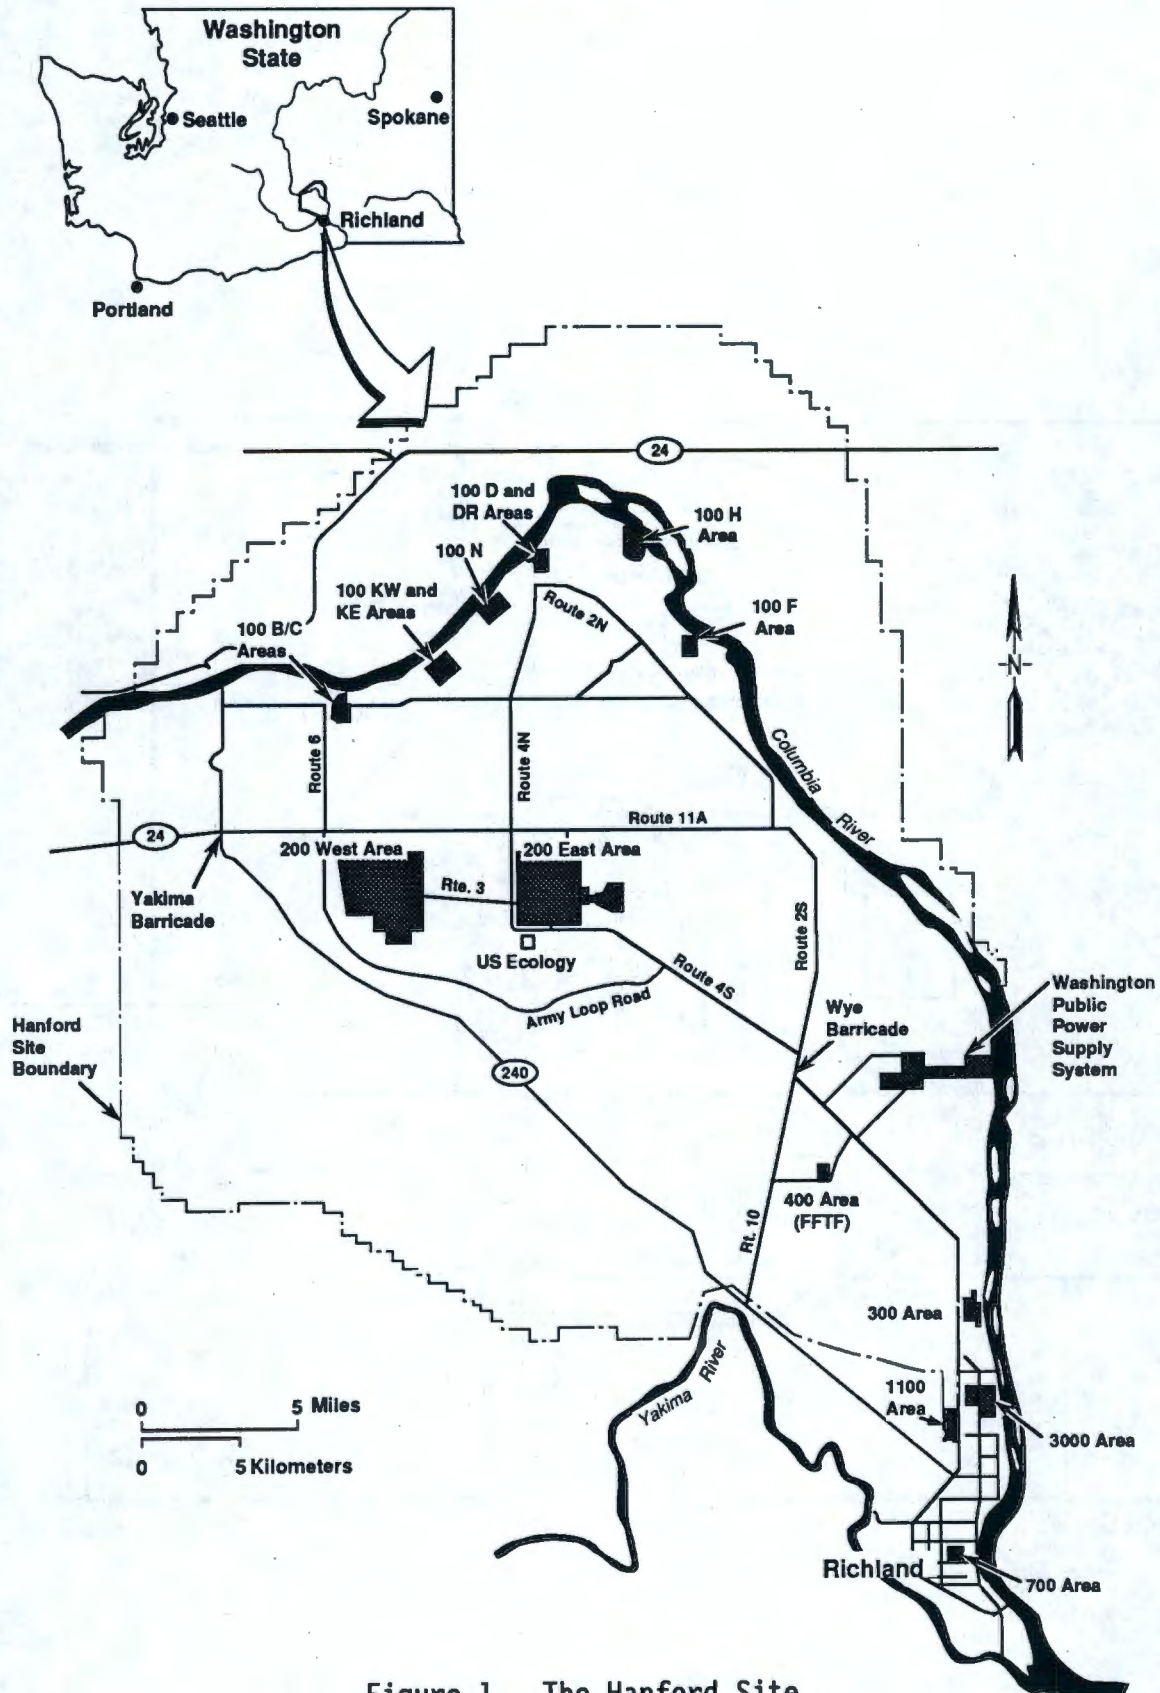 Washington
State
Seattle
Spokane
Richland
Portland
24
100 D and
DR Areas
100 H
Area
100 N
Route 2N
100 KW and
KE Areas
100 F
Area
100 B/C
Areas
N
Columbia
River
Route 6
Route 4N
Route 11A
24
200 West Area
200 East Area
Rte. 3
Yakima
Barricade
Route 2S
US Ecology
Route 4S
Army Loop Road
Washington
Public
Power
Supply
System
Wye
Barricade
Hanford
Site
Boundary
240
400 Area
(FFTF)
Rt. 10
300 Area
Yakima
River
1100
Area
3000 Area
0 5 Miles
0 5 Kilometers
Richland
700 Area
Figure 1. The Hanford Site